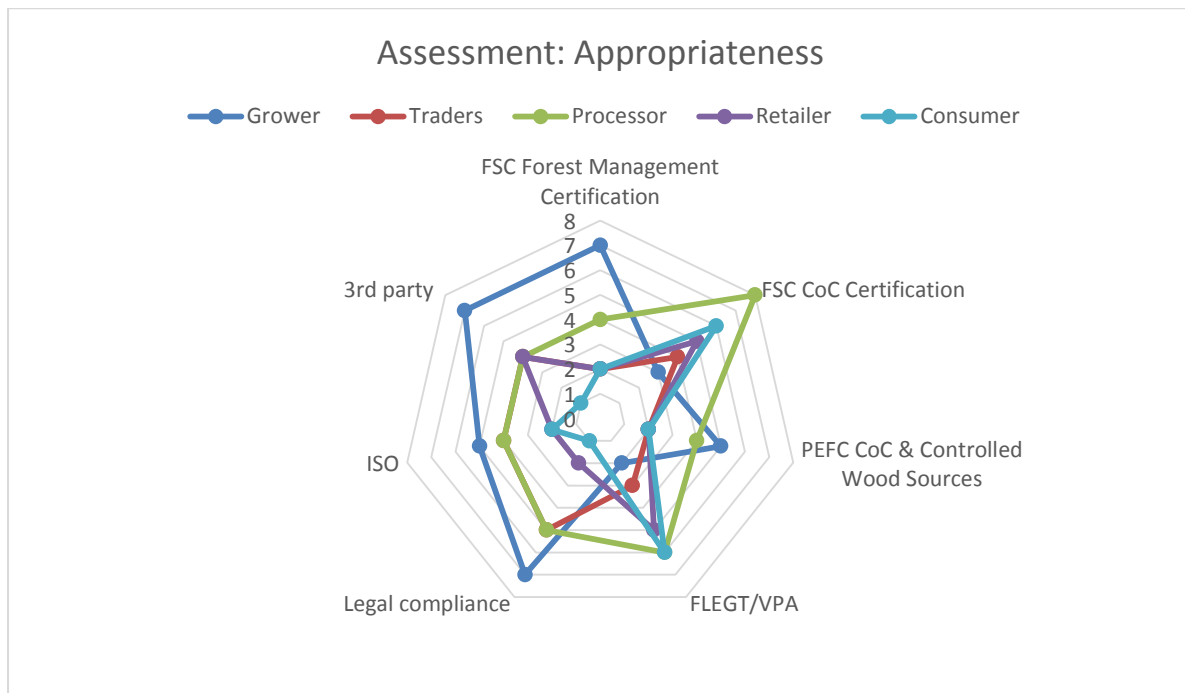 Assessment: Appropriateness
Grower Traders Processor Retailer Consumer
FSC Forest Management
Certification
8
7
6
5
4
3
2
1
0
FSC CoC Certification
PEFC CoC & Controlled
Wood Sources
FLEGT/VPA
Legal compliance
ISO
3rd party